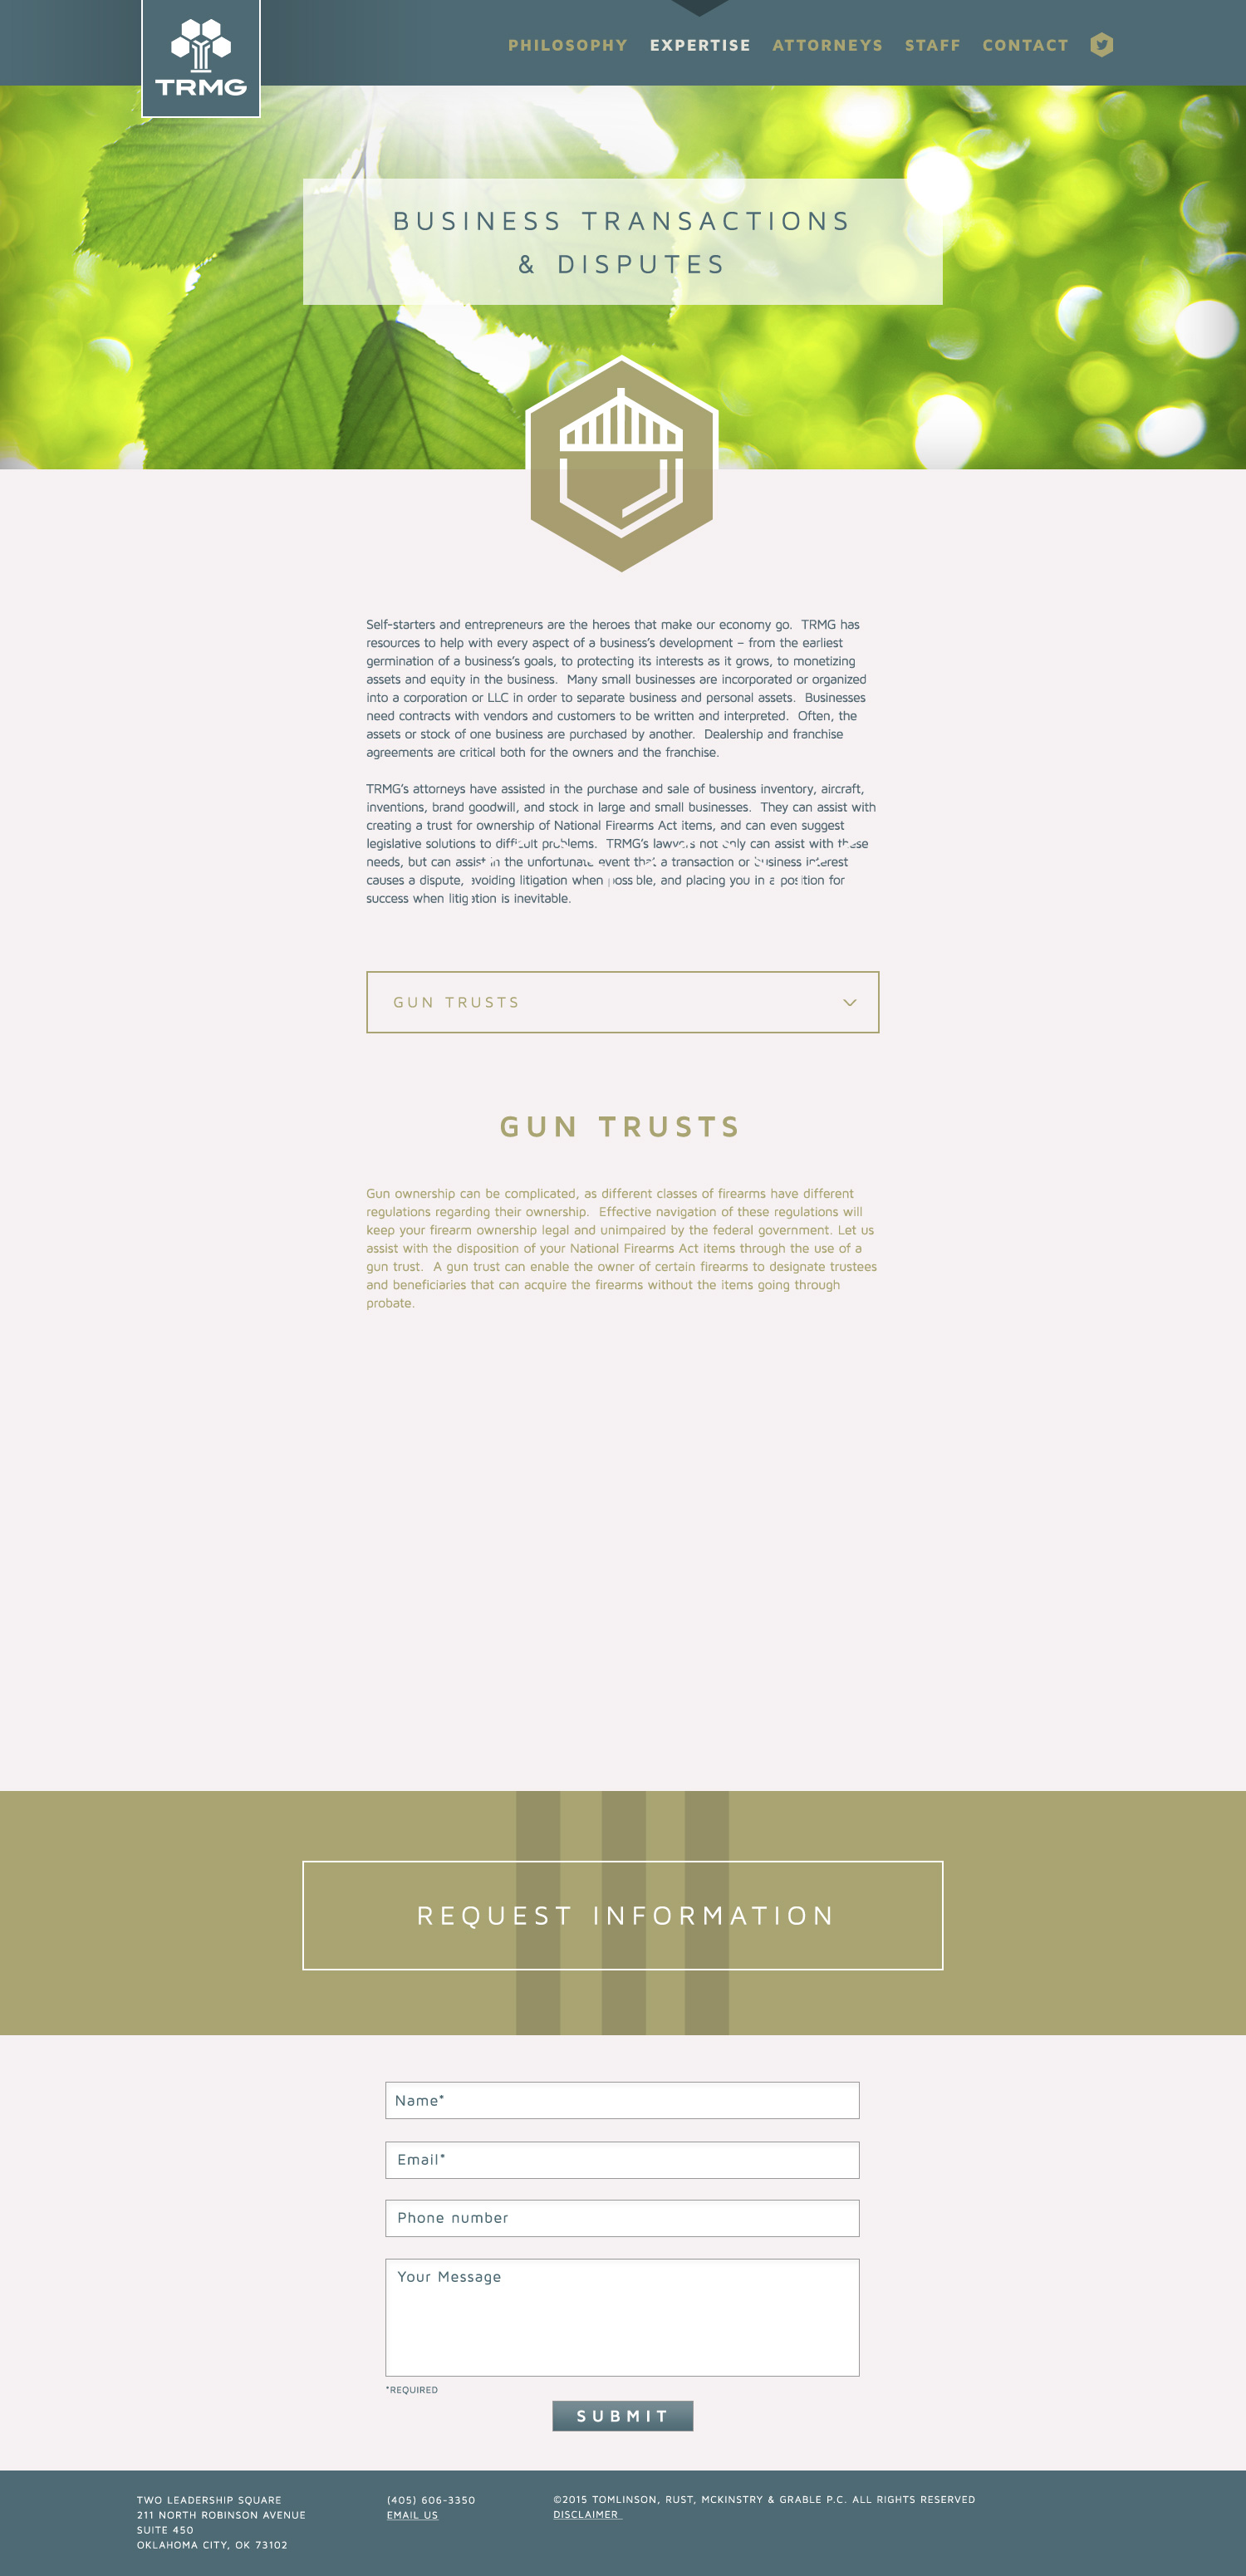 TRMG
PHILOSOPHY EXPERTISE ATTORNEYS STAFF CONTACT
BUSINESS TRANSACTIONS
& DISPUTES
Self-starters and entrepreneurs are the heroes that make our economy go. TRMG has
resources to help with every aspect of a business's development – from the earliest
germination of a business's goals, to protecting its interests as it grows, to monetizing
assets and equity in the business. Many small businesses are incorporated or organized
into a corporation or LLC in order to separate business and personal assets. Businesses
need contracts with vendors and customers to be written and interpreted. Often, the
assets or stock of one business are purchased by another. Dealership and franchise
agreements are critical both for the owners and the franchise.
TRMG's attorneys have assisted in the purchase and sale of business inventory, aircraft,
inventions, brand goodwill, and stock in large and small businesses. They can assist with
creating a trust for ownership of National Firearms Act items, and can even suggest
legislative solutions to difficult problems. TRMG's lawyers not only can assist with these
needs, but can assist in the unfortunate event that a transaction or business interest
causes a dispute, avoiding litigation when possible, and placing you in a position for
success when litigation is inevitable.
GUN TRUSTS
GUN TRUSTS
Gun ownership can be complicated, as different classes of firearms have different
regulations regarding their ownership. Effective navigation of these regulations will
keep your firearm ownership legal and unimpaired by the federal government. Let us
assist with the disposition of your National Firearms Act items through the use of a
gun trust. A gun trust can enable the owner of certain firearms to designate trustees
and beneficiaries that can acquire the firearms without the items going through
probate.
REQUEST INFORMATION
Name*
Email*
Phone number
Your Message
*REQUIRED
SUBMIT
TWO LEADERSHIP SQUARE
211 NORTH ROBINSON AVENUE
SUITE 450
OKLAHOMA CITY, OK 73102
(405) 606-3350
EMAIL US
©2015 TOMLINSON, RUST, MCKINSTRY & GRABLE P.C. ALL RIGHTS RESERVED
DISCLAIMER